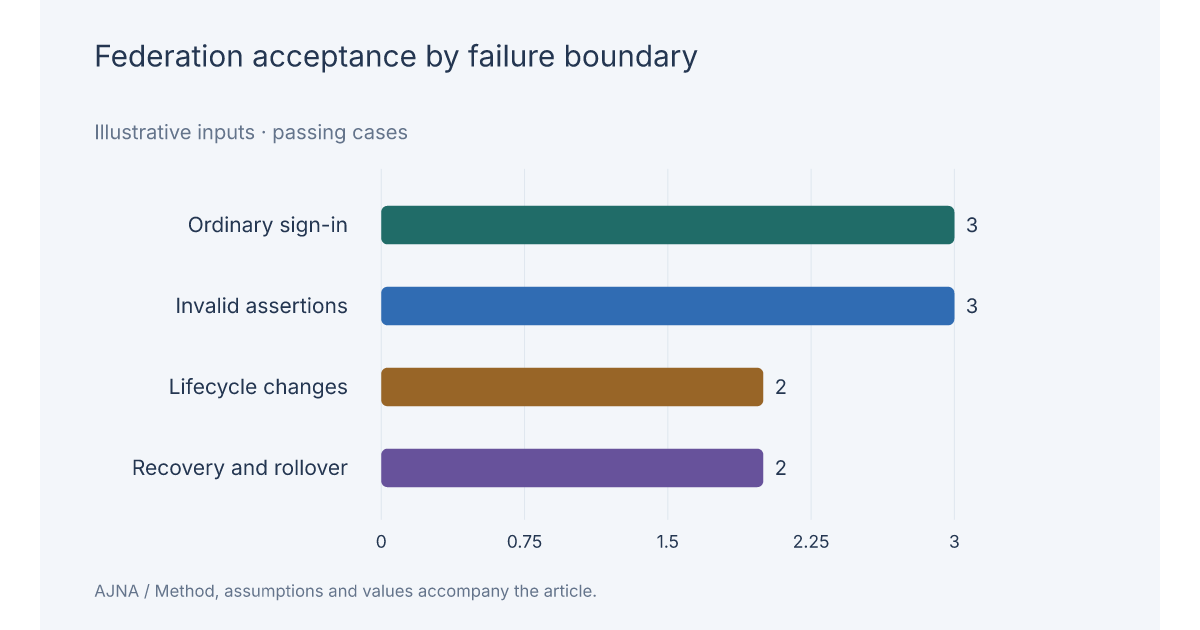 Federation acceptance by failure boundary
Illustrative inputs · passing cases
Ordinary sign-in 3
Invalid assertions 3
Lifecycle changes 2
Recovery and rollover 2
0 0.75 1.5 2.25 3
AJNA / Method, assumptions and values accompany the article.